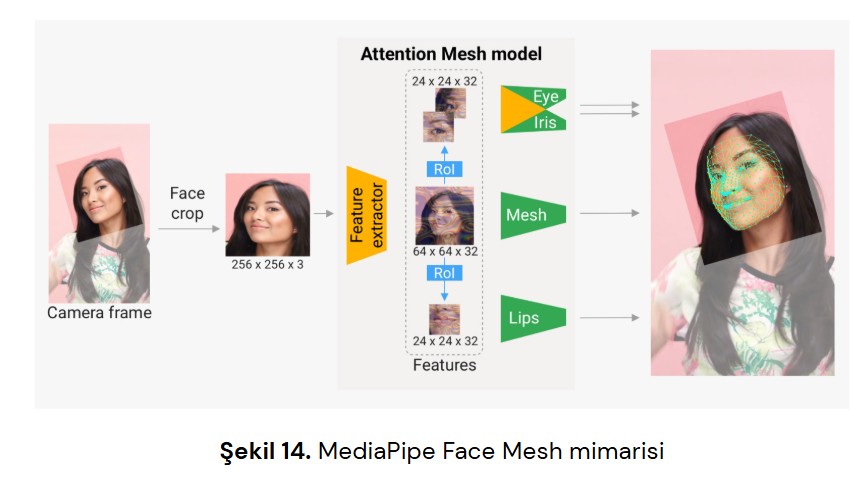 Attention Mesh model
24 x 24 x 32
Eye
Iris
RoI
Face
crop
Feature
extractor
Mesh
256 x 256 x 3
64 x 64 x 32
RoI
Camera frame
Lips
24 x 24 x 32
Features
Şekil 14. MediaPipe Face Mesh mimarisi